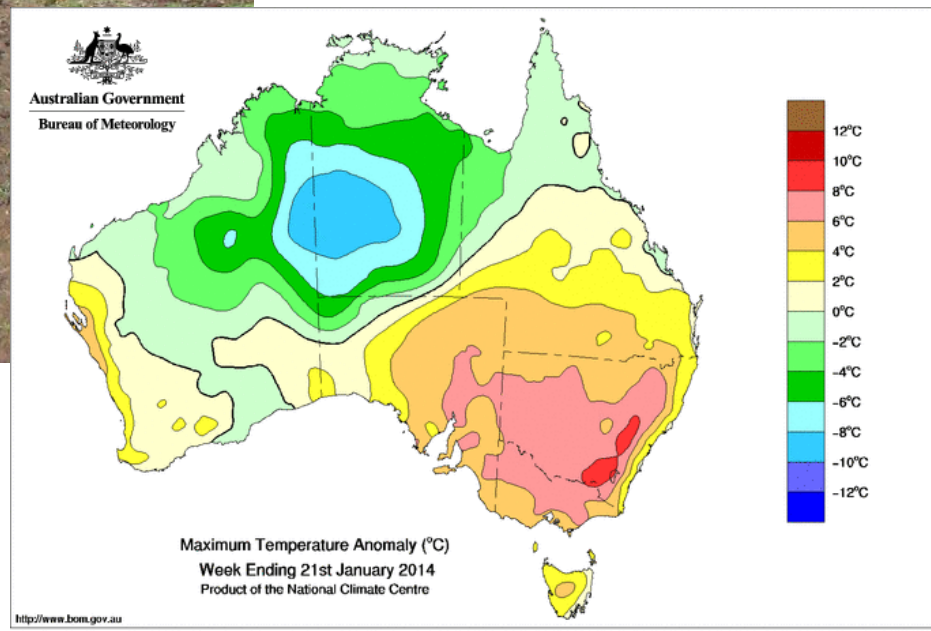 Australian Government
Bureau of Meteorology
12°C
10°C
8°C
6°C
4°C
2°C
0°C
-2°C
-4°C
-6°C
-8°C
-10°C
-12°C
Maximum Temperature Anomaly (°C)
Week Ending 21st January 2014
Product of the National Climate Centre
http://www.bom.gov.au